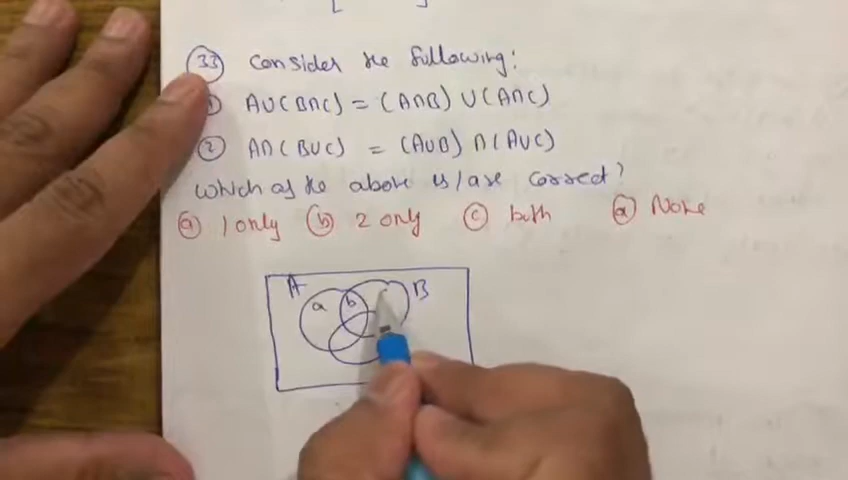 33 Consider the following:
① A∪(B∩C) = (A∩B) ∪ (A∩C)
② A∩(B∪C) = (A∪B) ∩ (A∪C)
which of the above is/are correct?
ⓐ 1 only ⓑ 2 only ⓒ both ⓓ None
A B
a b